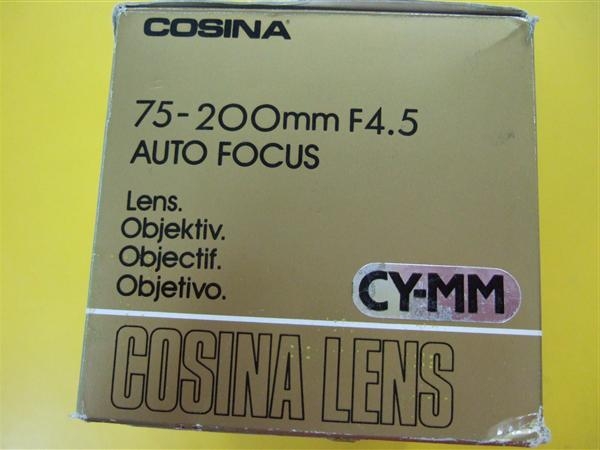 COSINA
75-200mm F4.5
AUTO FOCUS
Lens.
Objektiv.
Objectif.
Objetivo.
CY-MM
COSINA LENS